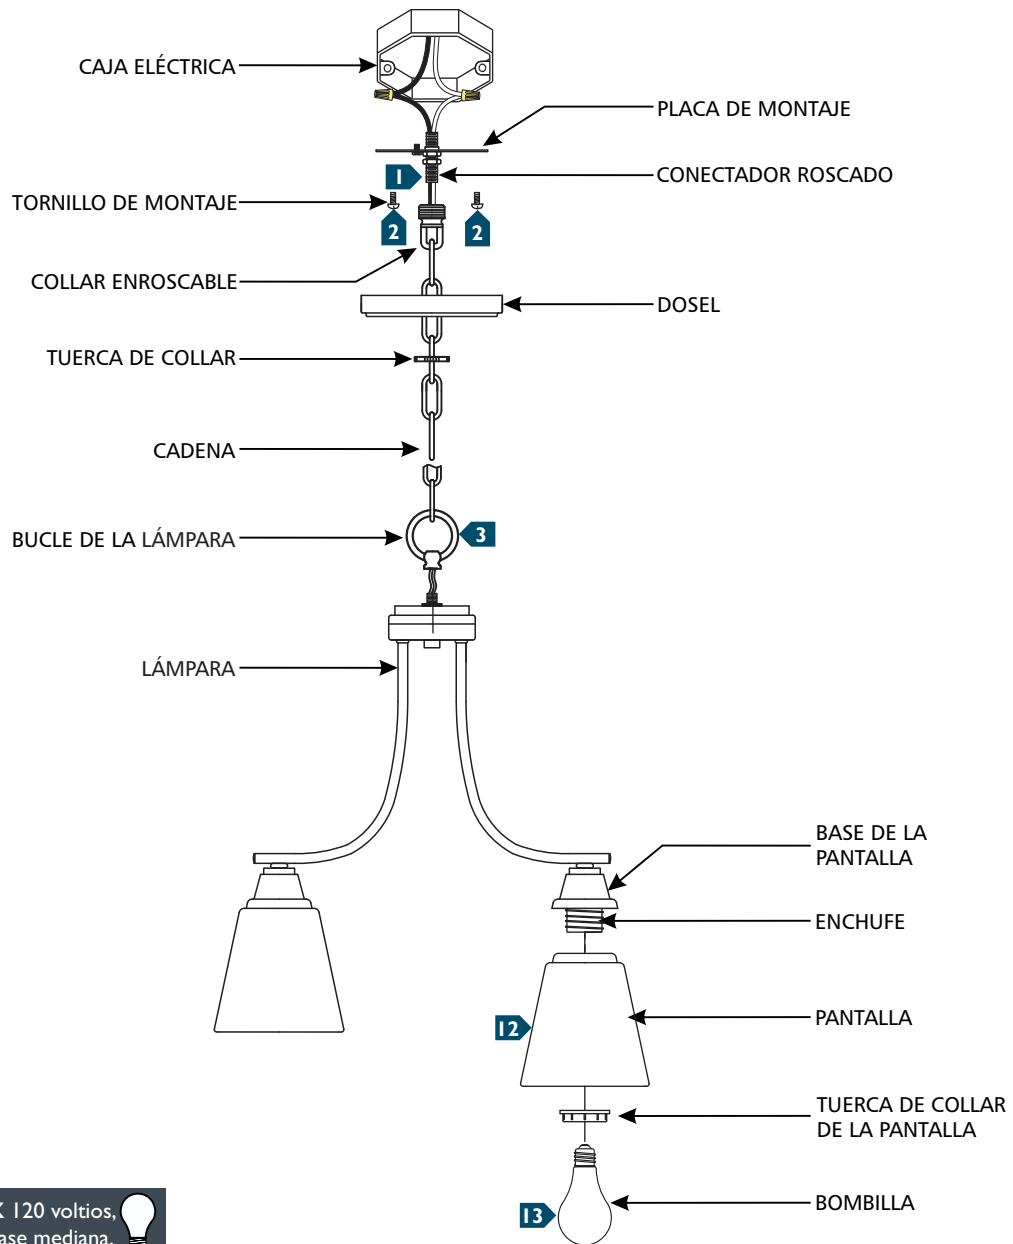 CAJA ELÉCTRICA
PLACA DE MONTAJE
1
CONECTADOR ROSCADO
TORNILLO DE MONTAJE
2
2
COLLAR ENROSCABLE
DOSEL
TUERCA DE COLLAR
CADENA
BUCLE DE LA LÁMPARA
3
LÁMPARA
BASE DE LA
PANTALLA
ENCHUFE
12
PANTALLA
TUERCA DE COLLAR
DE LA PANTALLA
13
BOMBILLA
120 voltios,
mediana.